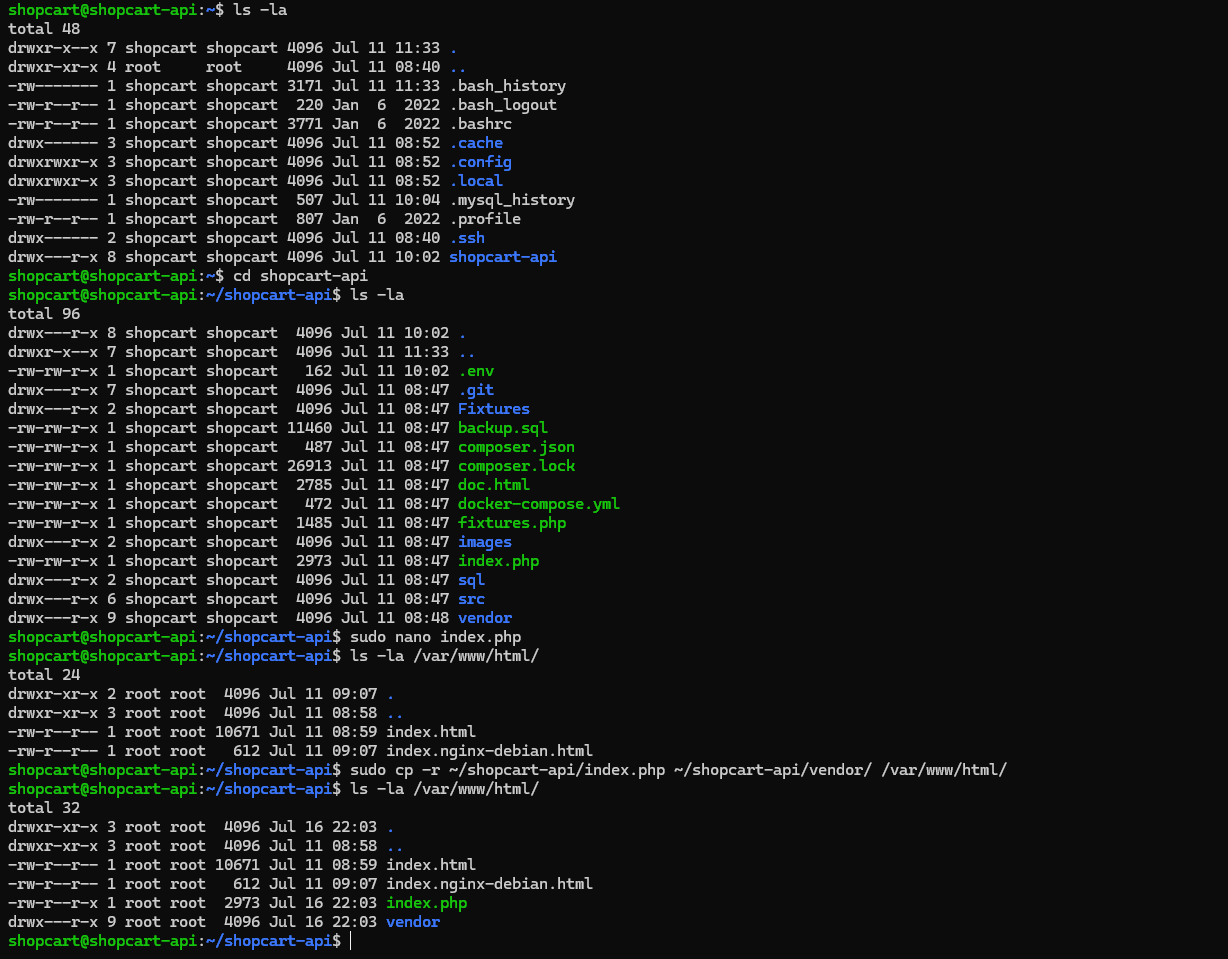 shopcart@shopcart-api:~$ ls -la
total 48
drwxr-x--x 7 shopcart shopcart 4096 Jul 11 11:33 .
drwxr-xr-x 4 root     root     4096 Jul 11 08:40 ..
-rw------- 1 shopcart shopcart 3171 Jul 11 11:33 .bash_history
-rw-r--r-- 1 shopcart shopcart  220 Jan  6  2022 .bash_logout
-rw-r--r-- 1 shopcart shopcart 3771 Jan  6  2022 .bashrc
drwx------ 3 shopcart shopcart 4096 Jul 11 08:52 .cache
drwxrwxr-x 3 shopcart shopcart 4096 Jul 11 08:52 .config
drwxrwxr-x 3 shopcart shopcart 4096 Jul 11 08:52 .local
-rw------- 1 shopcart shopcart  507 Jul 11 10:04 .mysql_history
-rw-r--r-- 1 shopcart shopcart  807 Jan  6  2022 .profile
drwx------ 2 shopcart shopcart 4096 Jul 11 08:40 .ssh
drwx---r-x 8 shopcart shopcart 4096 Jul 11 10:02 shopcart-api
shopcart@shopcart-api:~$ cd shopcart-api
shopcart@shopcart-api:~/shopcart-api$ ls -la
total 96
drwx---r-x 8 shopcart shopcart  4096 Jul 11 10:02 .
drwxr-x--x 7 shopcart shopcart  4096 Jul 11 11:33 ..
-rw-rw-r-x 1 shopcart shopcart   162 Jul 11 10:02 .env
drwx---r-x 7 shopcart shopcart  4096 Jul 11 08:47 .git
drwx---r-x 2 shopcart shopcart  4096 Jul 11 08:47 Fixtures
-rw-rw-r-x 1 shopcart shopcart 11460 Jul 11 08:47 backup.sql
-rw-rw-r-x 1 shopcart shopcart   487 Jul 11 08:47 composer.json
-rw-rw-r-x 1 shopcart shopcart 26913 Jul 11 08:47 composer.lock
-rw-rw-r-x 1 shopcart shopcart  2785 Jul 11 08:47 doc.html
-rw-rw-r-x 1 shopcart shopcart   472 Jul 11 08:47 docker-compose.yml
-rw-rw-r-x 1 shopcart shopcart  1485 Jul 11 08:47 fixtures.php
drwx---r-x 2 shopcart shopcart  4096 Jul 11 08:47 images
-rw-rw-r-x 1 shopcart shopcart  2973 Jul 11 08:47 index.php
drwx---r-x 2 shopcart shopcart  4096 Jul 11 08:47 sql
drwx---r-x 6 shopcart shopcart  4096 Jul 11 08:47 src
drwx---r-x 9 shopcart shopcart  4096 Jul 11 08:48 vendor
shopcart@shopcart-api:~/shopcart-api$ sudo nano index.php
shopcart@shopcart-api:~/shopcart-api$ ls -la /var/www/html/
total 24
drwxr-xr-x 2 root root  4096 Jul 11 09:07 .
drwxr-xr-x 3 root root  4096 Jul 11 08:58 ..
-rw-r--r-- 1 root root 10671 Jul 11 08:59 index.html
-rw-r--r-- 1 root root   612 Jul 11 09:07 index.nginx-debian.html
shopcart@shopcart-api:~/shopcart-api$ sudo cp -r ~/shopcart-api/index.php ~/shopcart-api/vendor/ /var/www/html/
shopcart@shopcart-api:~/shopcart-api$ ls -la /var/www/html/
total 32
drwxr-xr-x 3 root root  4096 Jul 16 22:03 .
drwxr-xr-x 3 root root  4096 Jul 11 08:58 ..
-rw-r--r-- 1 root root 10671 Jul 11 08:59 index.html
-rw-r--r-- 1 root root   612 Jul 11 09:07 index.nginx-debian.html
-rw-r--r-x 1 root root  2973 Jul 16 22:03 index.php
drwx---r-x 9 root root  4096 Jul 16 22:03 vendor
shopcart@shopcart-api:~/shopcart-api$